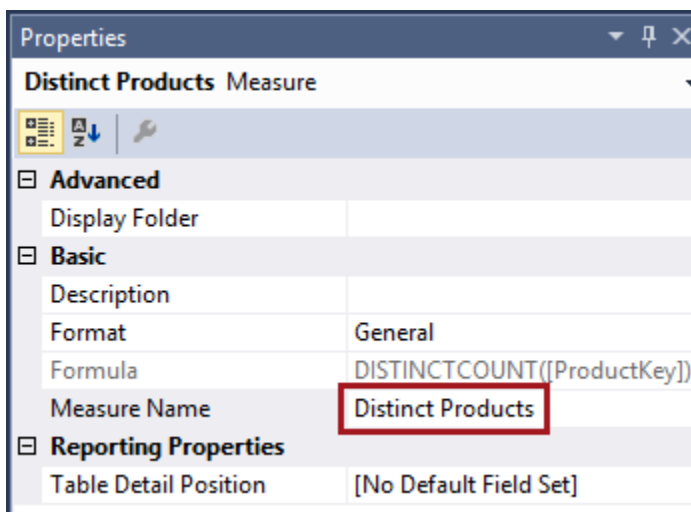 Properties
Distinct Products Measure
Advanced
Display Folder
Basic
Description
Format General
Formula DISTINCTCOUNT([ProductKey])
Measure Name Distinct Products
Reporting Properties
Table Detail Position [No Default Field Set]